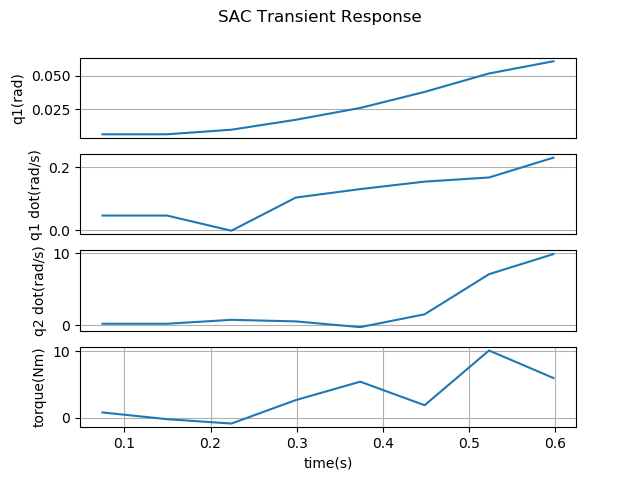 SAC Transient Response
0.050
0.025
q1(rad)
0.2
0.0
q1 dot(rad/s)
10
0
q2 dot(rad/s)
10
0
torque(Nm)
0.1 0.2 0.3 0.4 0.5 0.6
time(s)